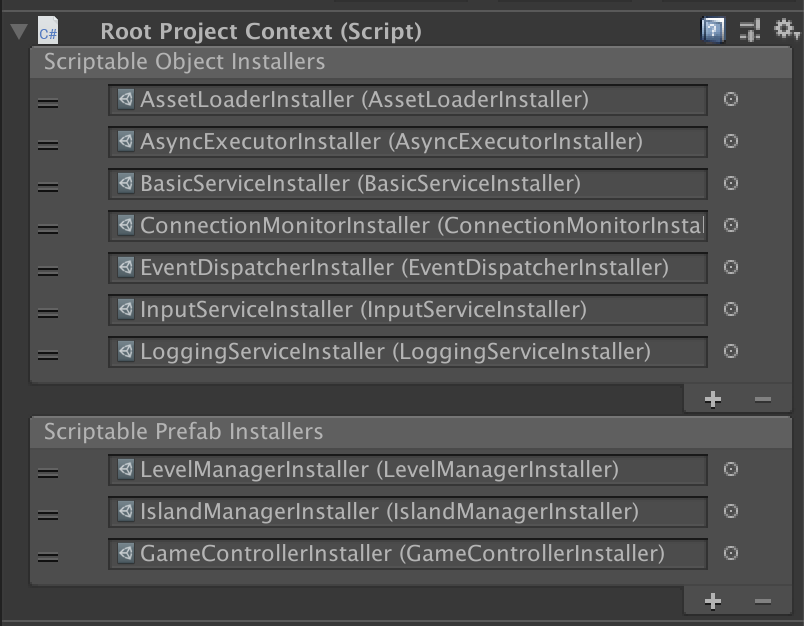 C#
Root Project Context (Script)
Scriptable Object Installers
AssetLoaderInstaller (AssetLoaderInstaller)
AsyncExecutorInstaller (AsyncExecutorInstaller)
BasicServiceInstaller (BasicServiceInstaller)
ConnectionMonitorInstaller (ConnectionMonitorInstal
EventDispatcherInstaller (EventDispatcherInstaller)
InputServiceInstaller (InputServiceInstaller)
LoggingServiceInstaller (LoggingServiceInstaller)
Scriptable Prefab Installers
LevelManagerInstaller (LevelManagerInstaller)
IslandManagerInstaller (IslandManagerInstaller)
GameControllerInstaller (GameControllerInstaller)